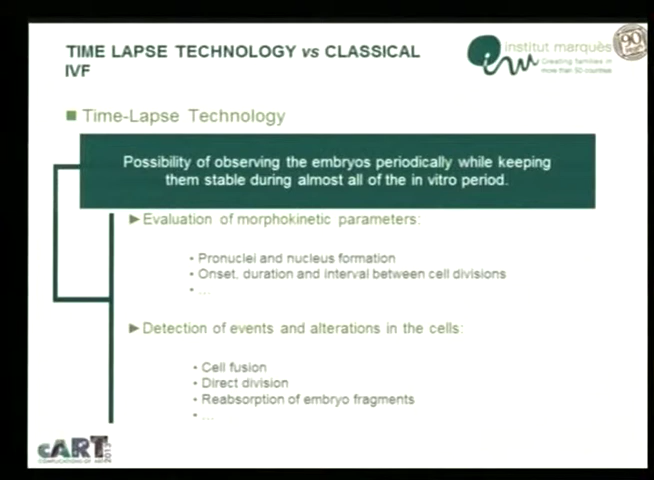 TIME LAPSE TECHNOLOGY vs CLASSICAL
IVF
institut marquès
Creating families in
more than 50 countries
90
■ Time-Lapse Technology
Possibility of observing the embryos periodically while keeping
them stable during almost all of the in vitro period.
►Evaluation of morphokinetic parameters:
• Pronuclei and nucleus formation
• Onset, duration and interval between cell divisions
• ...
►Detection of events and alterations in the cells:
• Cell fusion
• Direct division
• Reabsorption of embryo fragments
• ...
cART